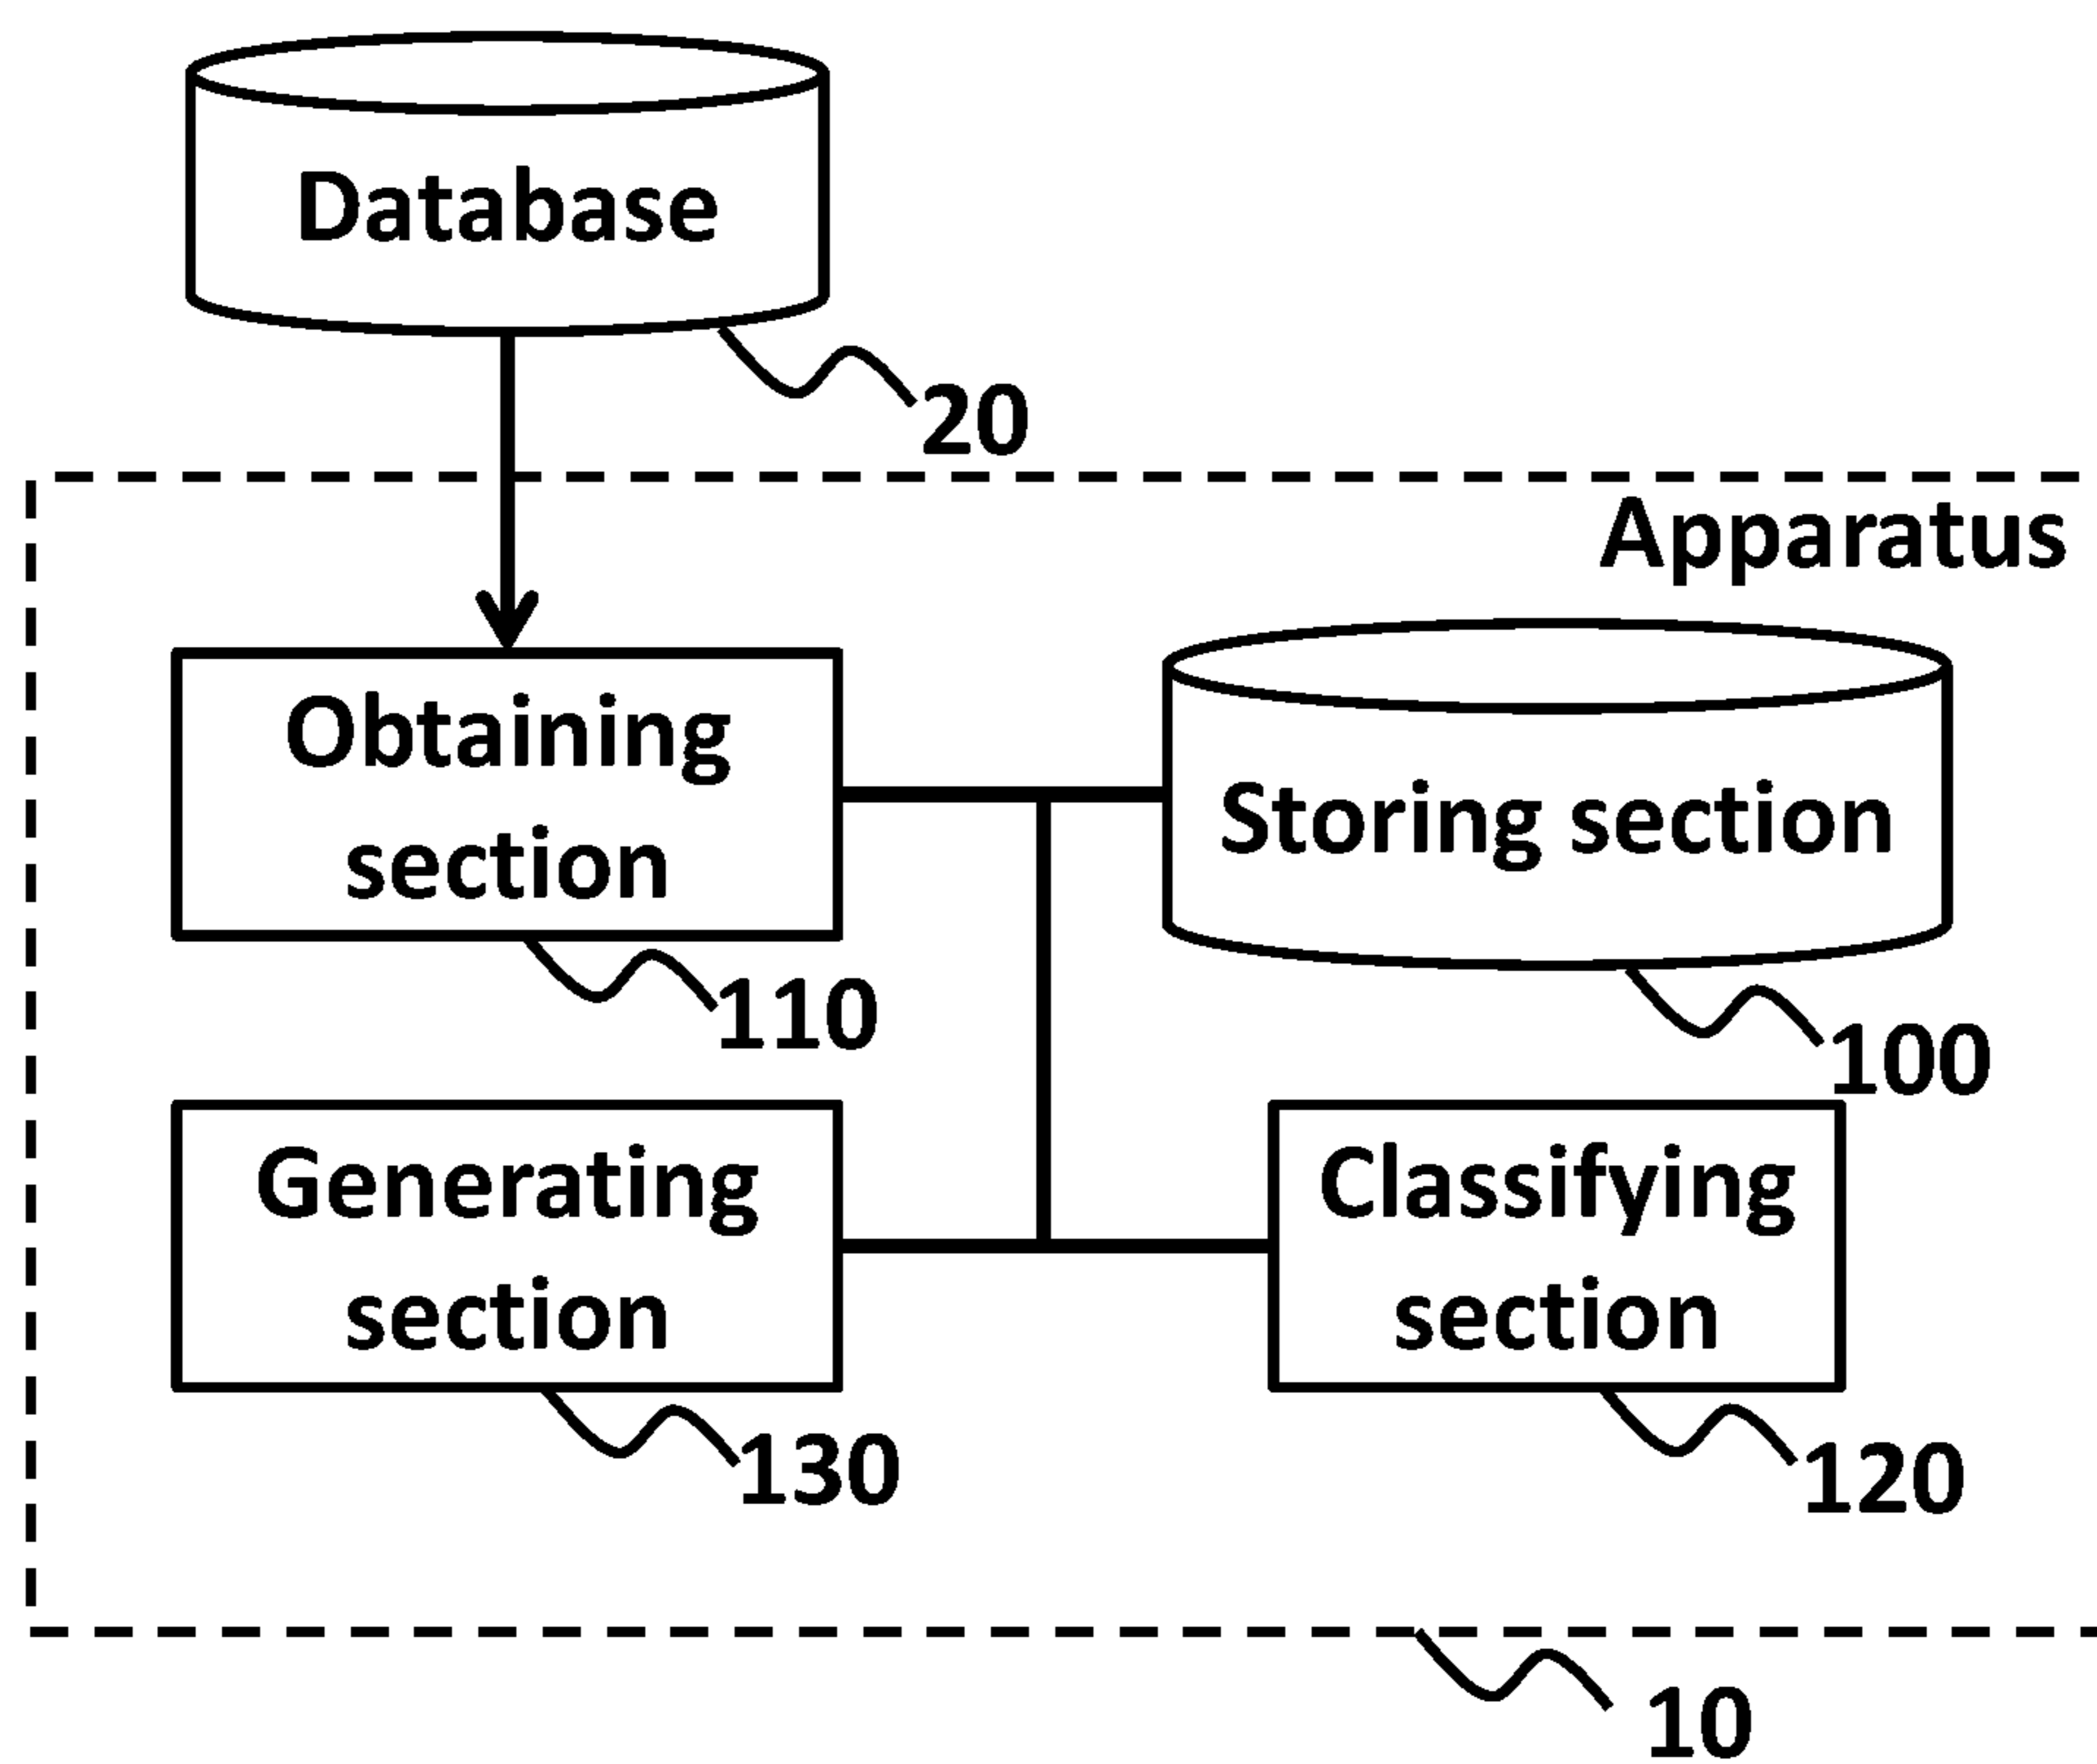 Database
20
Apparatus
Obtaining
section
110
Storing section
100
Generating
section
130
Classifying
section
120
10